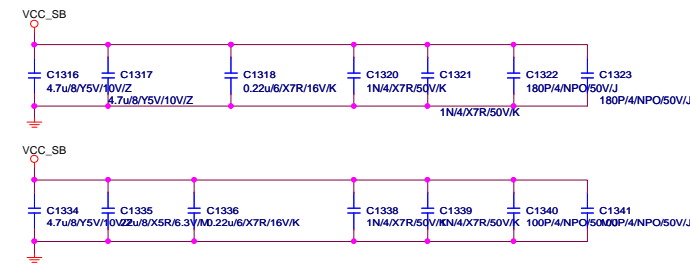 VCC_SB
C1316
4.7u/8/Y5V/10V/Z
C1317
4.7u/8/Y5V/10V/Z
C1318
0.22u/6/X7R/16V/K
C1320
1N/4/X7R/50V/K
C1321
1N/4/X7R/50V/K
C1322
180P/4/NPO/50V/J
C1323
180P/4/NPO/50V/J
VCC_SB
C1334
4.7u/8/Y5V/10V/Z
C1335
22u/8/X5R/6.3V/M
C1336
0.22u/6/X7R/16V/K
C1338
1N/4/X7R/50V/K
C1339
1N/4/X7R/50V/K
C1340
100P/4/NPO/50V/J
C1341
100P/4/NPO/50V/J